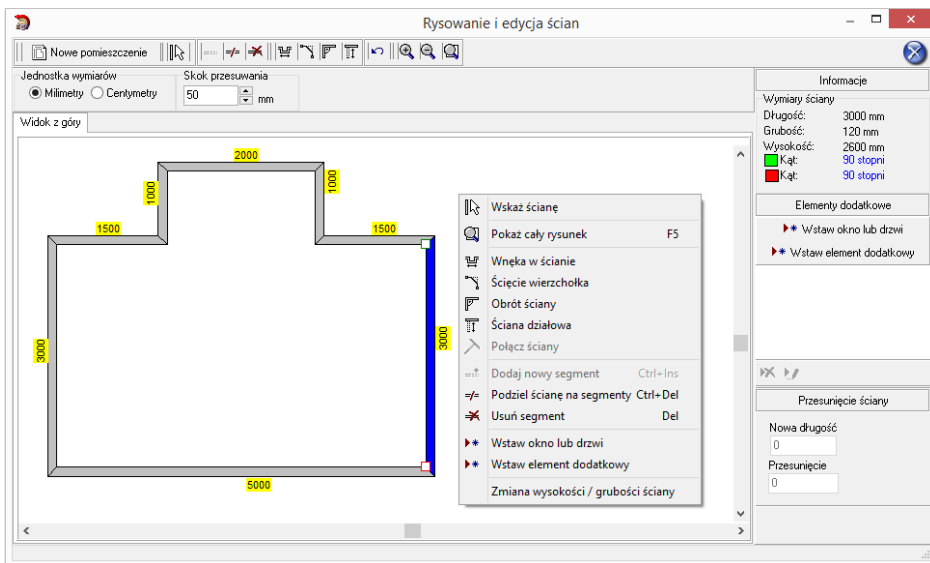 Rysowanie i edycja ścian
Nowe pomieszczenie
Jednostka wymiarów
Milimetry Centymetry
Skok przesuwania
50 mm
Widok z góry
2000
1000
1000
1500
1500
3000
3000
5000
Wskaż ścianę
Pokaż cały rysunek F5
Wnęka w ścianie
Ścięcie wierzchołka
Obrót ściany
Ściana działowa
Połącz ściany
Dodaj nowy segment Ctrl+Ins
Podziel ścianę na segmenty Ctrl+Del
Usuń segment Del
Wstaw okno lub drzwi
Wstaw element dodatkowy
Zmiana wysokości / grubości ściany
Informacje
Wymiary ściany
Długość: 3000 mm
Grubość: 120 mm
Wysokość: 2600 mm
Kąt: 90 stopni
Kąt: 90 stopni
Elementy dodatkowe
Wstaw okno lub drzwi
Wstaw element dodatkowy
Przesunięcie ściany
Nowa długość
0
Przesunięcie
0